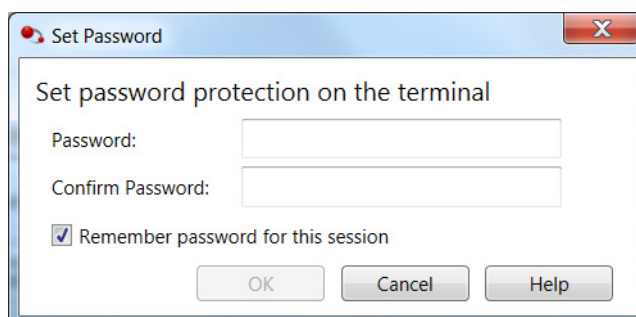 Set Password
X
Set password protection on the terminal
Password:
Confirm Password:
Remember password for this session
OK Cancel Help